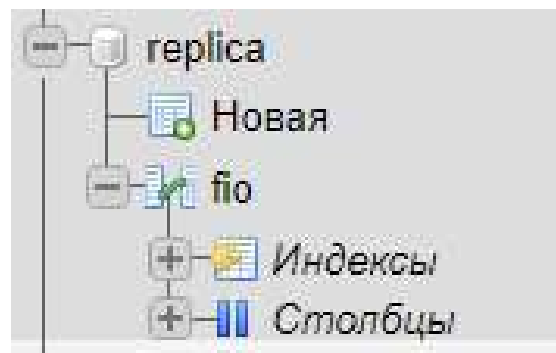 replica
Новая
fio
Индексы
Столбцы